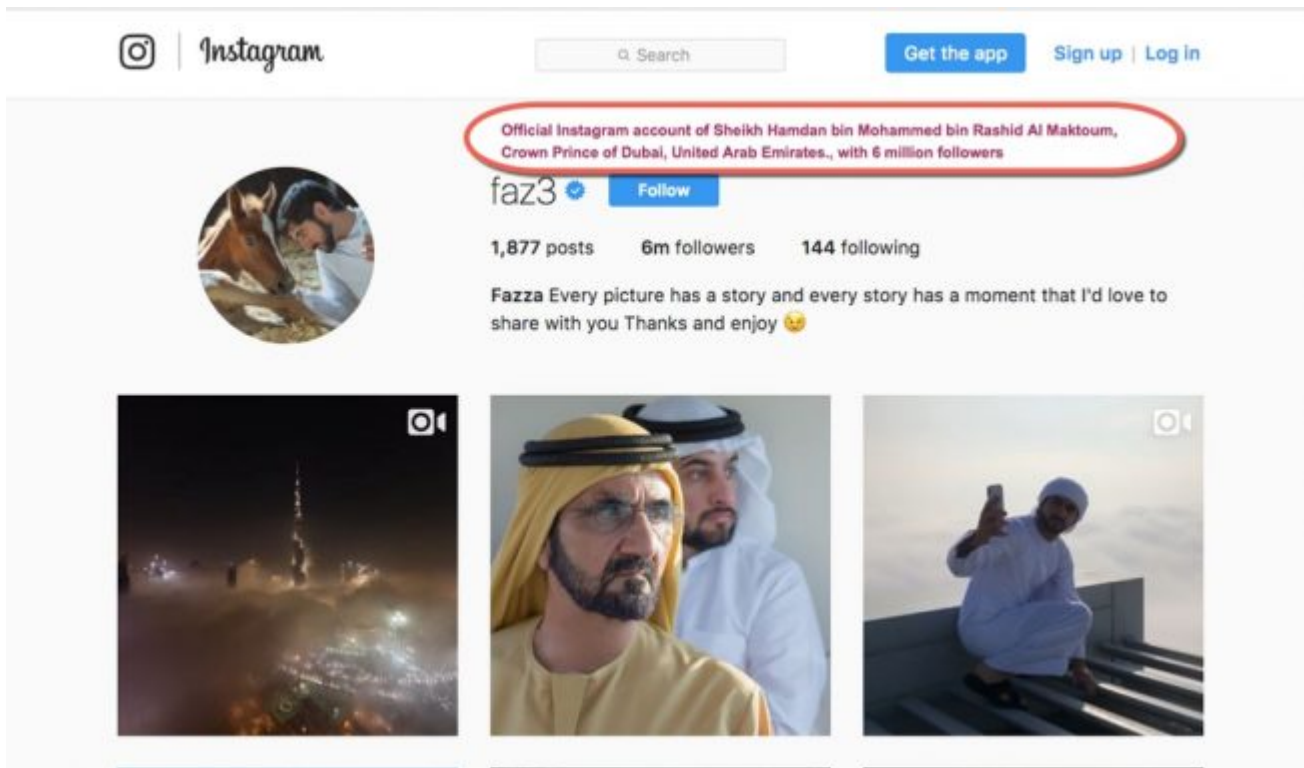 Instagram
Search
Get the app
Sign up | Log in
Official Instagram account of Sheikh Hamdan bin Mohammed bin Rashid Al Maktoum,
Crown Prince of Dubai, United Arab Emirates., with 6 million followers
faz3
Follow
1,877 posts 6m followers 144 following
Fazza Every picture has a story and every story has a moment that I'd love to
share with you Thanks and enjoy 😉